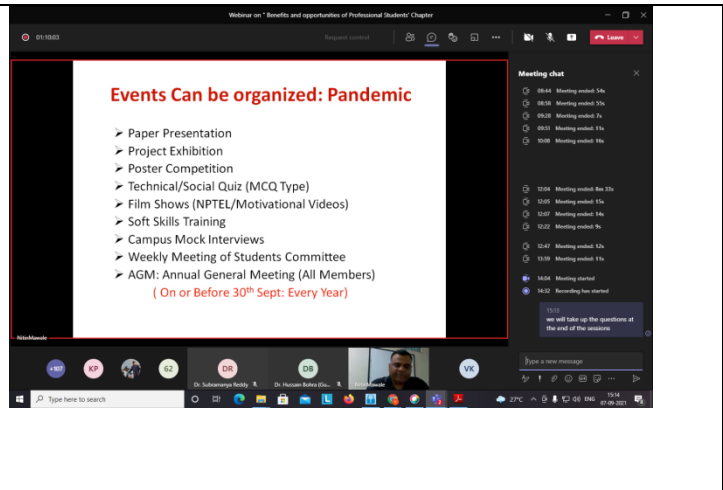 Webinar on " Benefits and opportunities of Professional Students' Chapter
01:10:03
Request control
Leave
Events Can be organized: Pandemic
➢ Paper Presentation
➢ Project Exhibition
➢ Poster Competition
➢ Technical/Social Quiz (MCQ Type)
➢ Film Shows (NPTEL/Motivational Videos)
➢ Soft Skills Training
➢ Campus Mock Interviews
➢ Weekly Meeting of Students Committee
➢ AGM: Annual General Meeting (All Members)
( On or Before 30th Sept: Every Year)
NitinMawale
Meeting chat
08:44 Meeting ended: 54s
08:58 Meeting ended: 55s
09:28 Meeting ended: 7s
09:51 Meeting ended: 11s
10:08 Meeting ended: 16s
12:04 Meeting ended: 8m 33s
12:05 Meeting ended: 15s
12:07 Meeting ended: 14s
12:22 Meeting ended: 9s
12:47 Meeting ended: 12s
13:59 Meeting ended: 11s
14:04 Meeting started
14:32 Recording has started
15:13
we will take up the questions at
the end of the sessions
Type a new message
+107
KP
62
DR
Dr. Subramanya Reddy
DB
Dr. Hussain Bohra (Gu...
NitinMawale
VK
Type here to search
27°C
ENG
15:14
07-09-2021